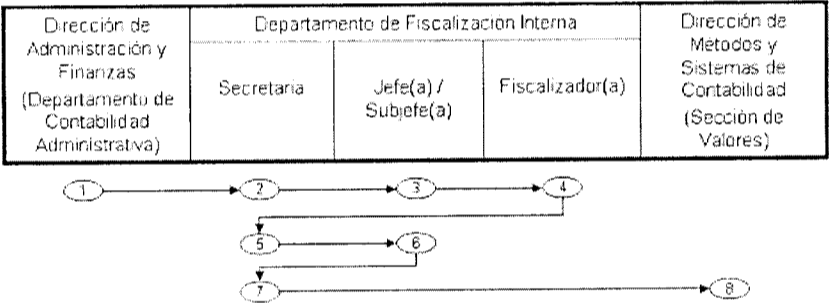 Dirección de
Administración y
Finanzas
(Departamento de
Contabilidad
Administrativa)
Departamento de Fiscalización Interna
Secretaria
Jefe(a) /
Subjefe(a)
Fiscalizador(a)
Dirección de
Métodos y
Sistemas de
Contabilidad
(Sección de
Valores)
1
2
3
4
5
6
7
8